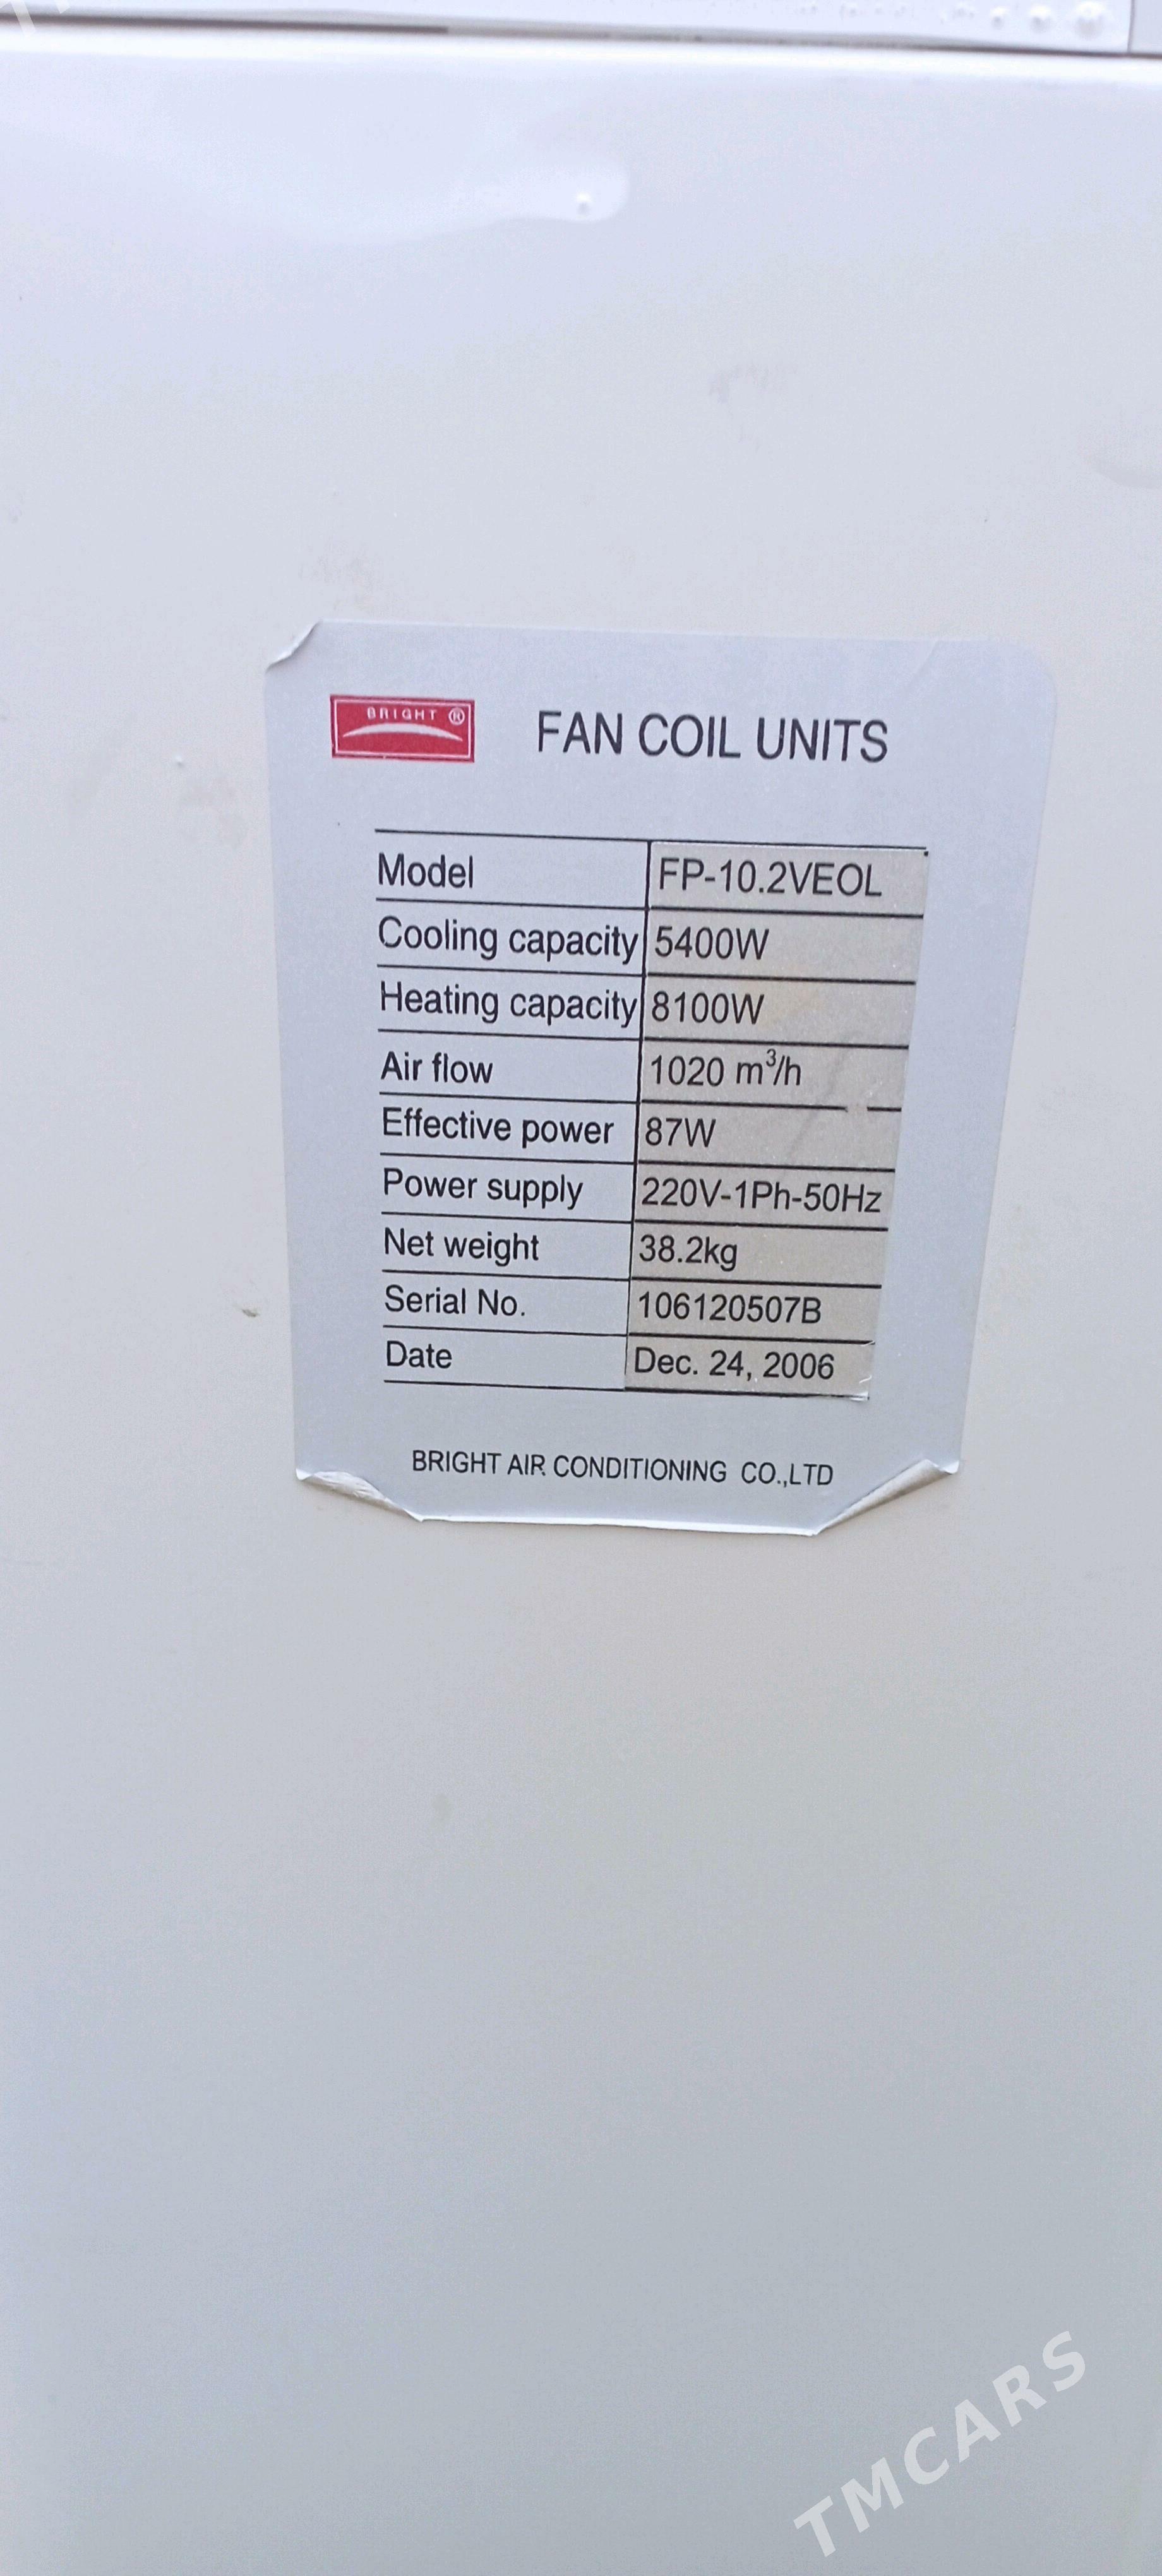 BRIGHT ®
FAN COIL UNITS
Model FP-10.2VEOL
Cooling capacity 5400W
Heating capacity 8100W
Air flow 1020 m³/h
Effective power 87W
Power supply 220V-1Ph-50Hz
Net weight 38.2kg
Serial No. 106120507B
Date Dec. 24, 2006
BRIGHT AIR CONDITIONING CO.,LTD
TMCARS